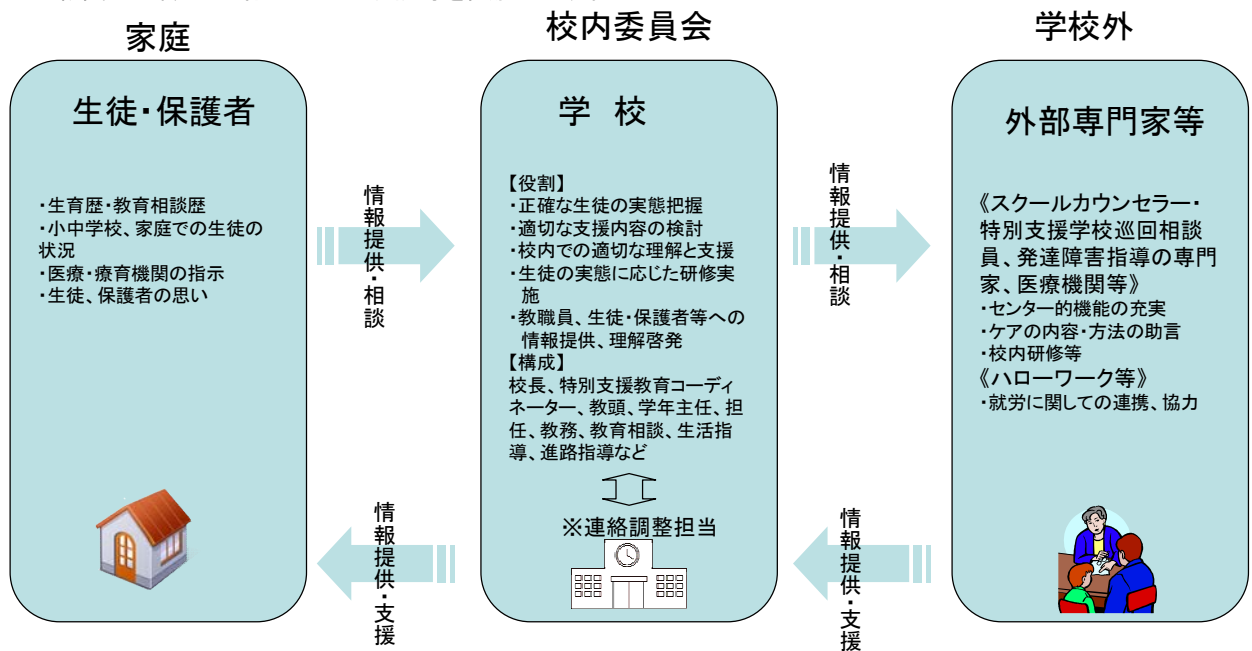 家庭
生徒・保護者
・生育歴・教育相談歴
・小中学校、家庭での生徒の
状況
・医療・療育機関の指示
・生徒、保護者の思い
情報提供・相談
情報提供・支援
校内委員会
学 校
【役割】
・正確な生徒の実態把握
・適切な支援内容の検討
・校内での適切な理解と支援
・生徒の実態に応じた研修実
施
・教職員、生徒・保護者等への
情報提供、理解啓発
【構成】
校長、特別支援教育コーディ
ネーター、教頭、学年主任、担
任、教務、教育相談、生活指
導、進路指導など
※連絡調整担当
情報提供・相談
情報提供・支援
学校外
外部専門家等
《スクールカウンセラー・
特別支援学校巡回相談
員、発達障害指導の専門
家、医療機関等》
・センター的機能の充実
・ケアの内容・方法の助言
・校内研修等
《ハローワーク等》
・就労に関しての連携、協力